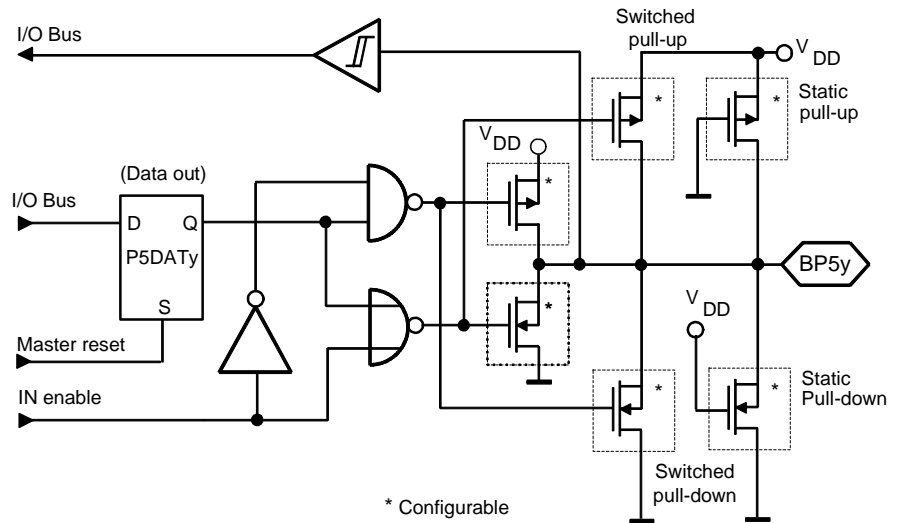 I/O Bus
Switched
pull-up
V DD
*
*
Static
pull-up
V DD
*
(Data out)
I/O Bus
D
Q
P5DATy
S
BP5y
*
V DD
Master reset
IN enable
*
*
Static
Pull-down
Switched
pull-down
* Configurable